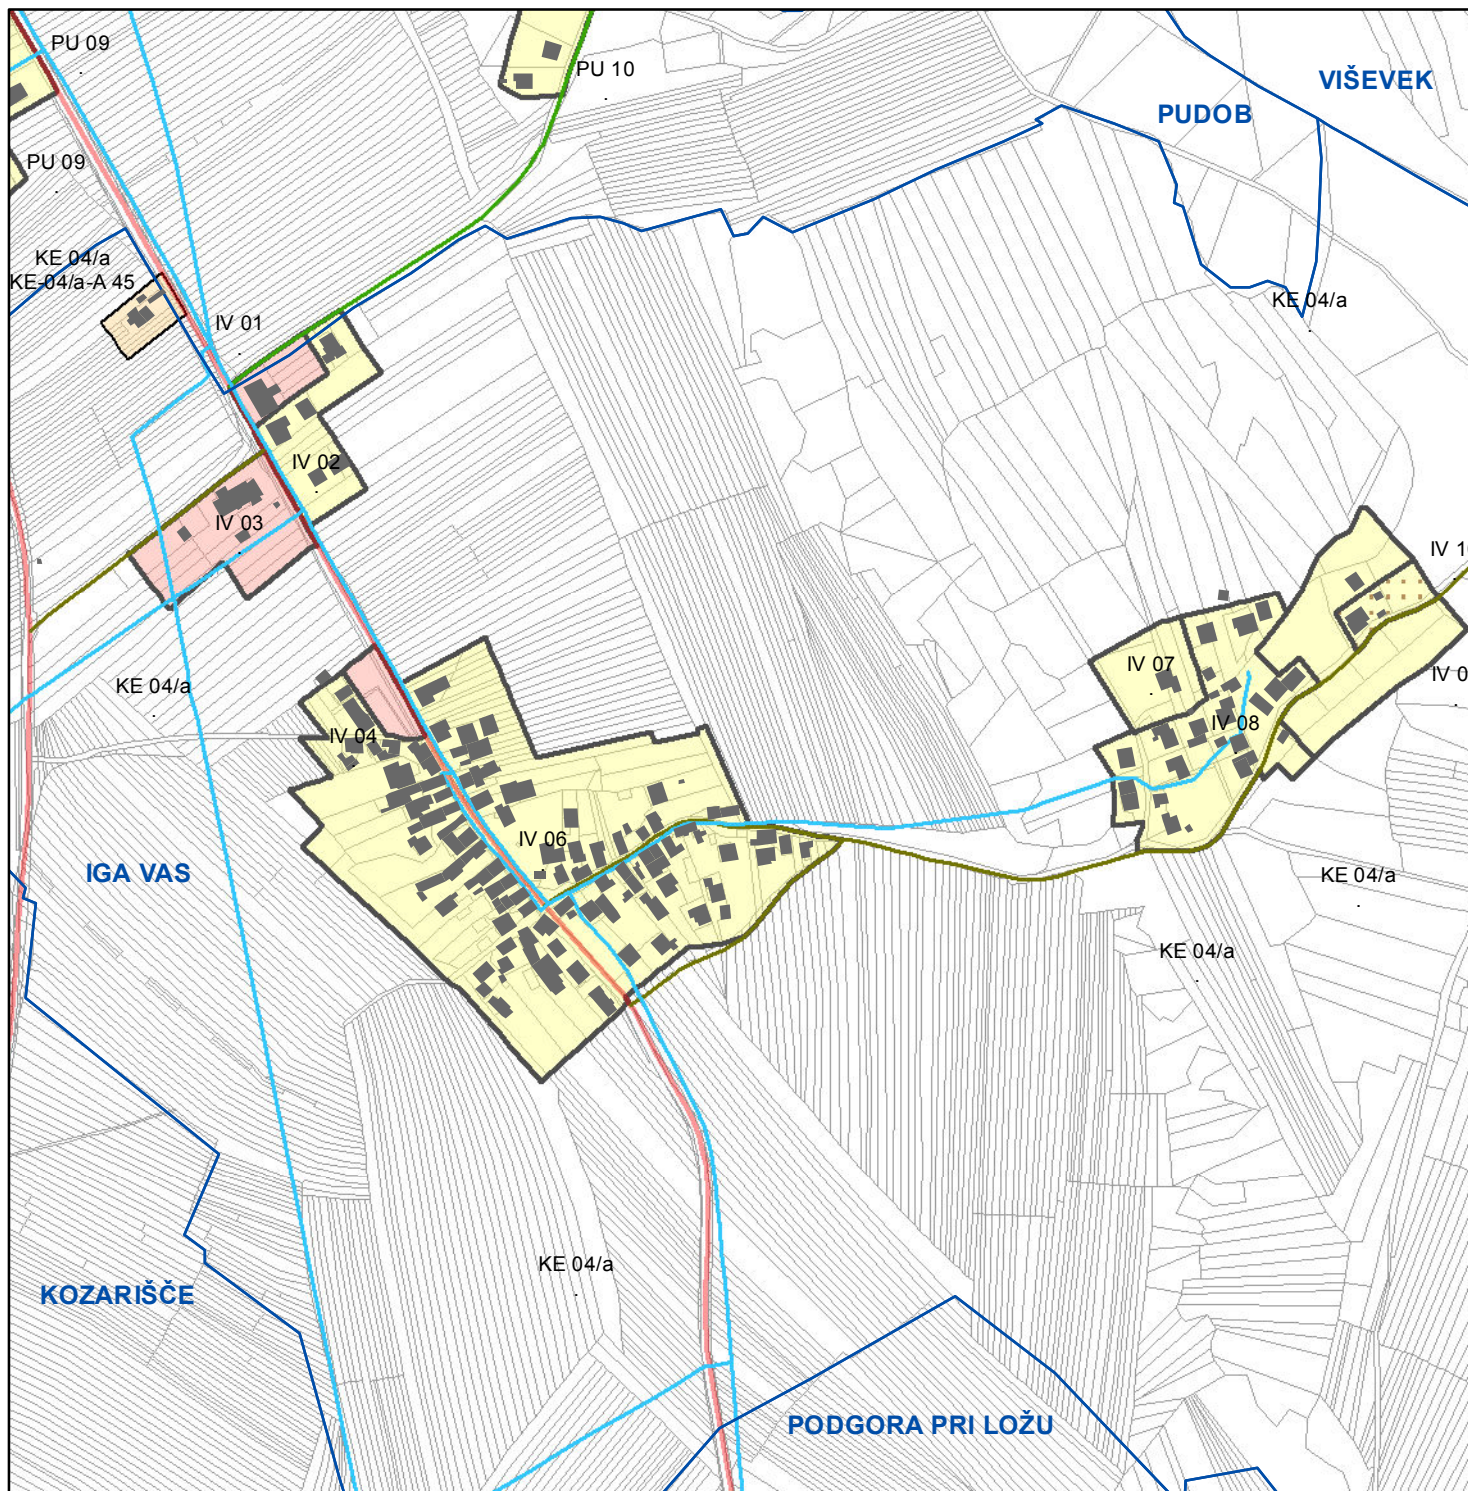 PU 09
PU 10
VIŠEVEK
PUDOB
PU 09
KE 04/a
KE-04/a-A 45
IV 01
KE 04/a
IV 02
IV 03
IV 07
KE 04/a
IV 08
IV 04
IV 06
IGA VAS
KE 04/a
KE 04/a
KE 04/a
KOZARIŠČE
PODGORA PRI LOŽU